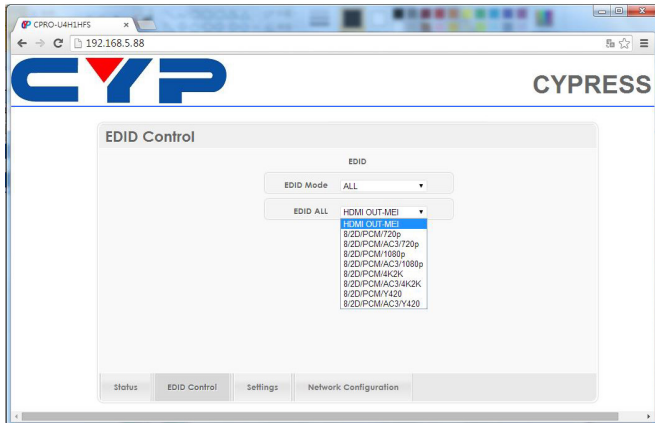 CPRO-U4H1HFS
192.168.5.88
CYP
CYPRESS
EDID Control
EDID
EDID Mode ALL
EDID ALL HDMI OUT-MEI
HDMI OUT-MEI
8/2D/PCM/720p
8/2D/PCM/AC3/720p
8/2D/PCM/1080p
8/2D/PCM/AC3/1080p
8/2D/PCM/4K2K
8/2D/PCM/AC3/4K2K
8/2D/PCM/Y420
8/2D/PCM/AC3/Y420
Status EDID Control Settings Network Configuration